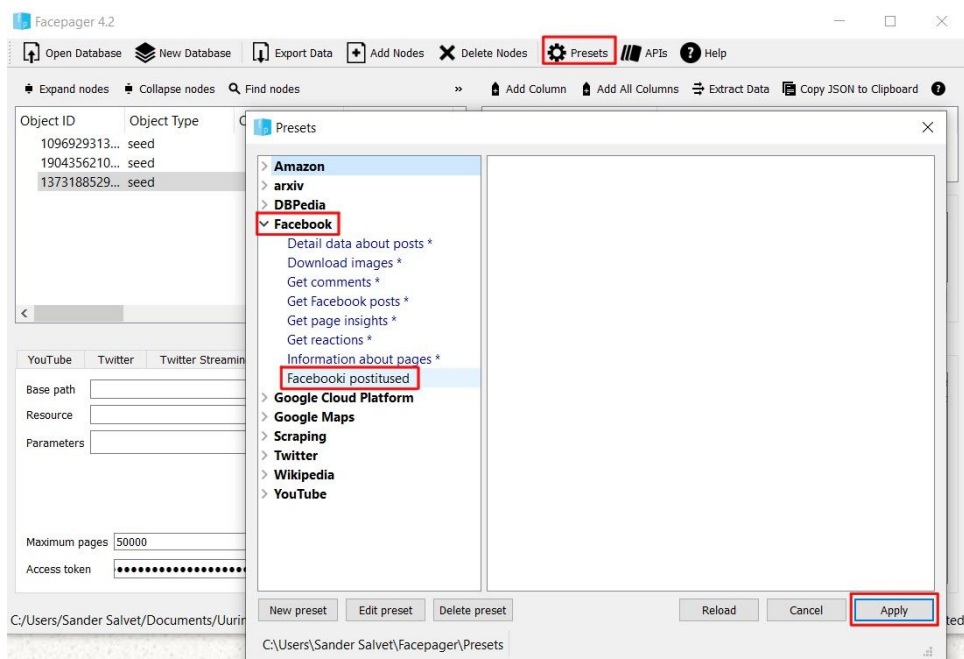 Facepager 4.2
Open Database New Database Export Data Add Nodes Delete Nodes Presets APIs Help
Expand nodes Collapse nodes Find nodes » Add Column Add All Columns Extract Data Copy JSON to Clipboard
Object ID Object Type
1096929313... seed
1904356210... seed
1373188529... seed
YouTube Twitter Twitter Streamin
Base path
Resource
Parameters
Maximum pages 50000
Access token
C:/Users/Sander Salvet/Documents/Uurin
Presets
Amazon
arxiv
DBPedia
Facebook
Detail data about posts *
Download images *
Get comments *
Get Facebook posts *
Get page insights *
Get reactions *
Information about pages *
Facebooki postitused
Google Cloud Platform
Google Maps
Scraping
Twitter
Wikipedia
YouTube
New preset Edit preset Delete preset Reload Cancel Apply
C:\Users\Sander Salvet\Facepager\Presets